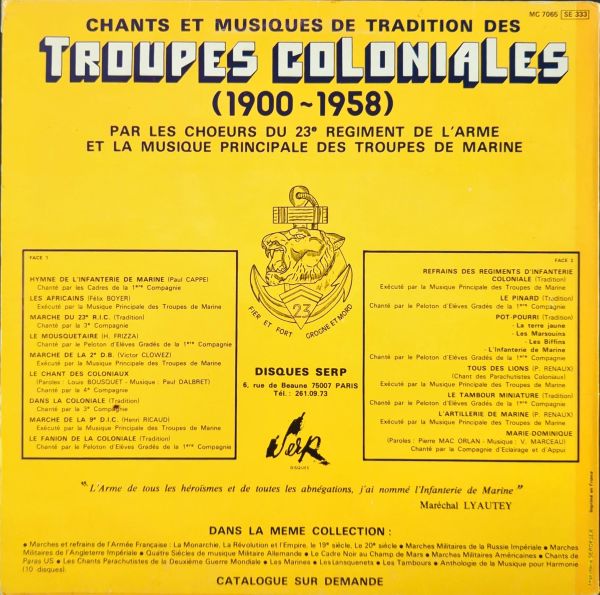 MC 7065 SE 333
CHANTS ET MUSIQUES DE TRADITION DES
TROUPES COLONIALES
(1900~1958)
PAR LES CHOEURS DU 23e REGIMENT DE L'ARME
ET LA MUSIQUE PRINCIPALE DES TROUPES DE MARINE
FACE 1
HYMNE DE L'INFANTERIE DE MARINE (Paul CAPPE)
Chanté par les Cadres de la 1ère Compagnie
LES AFRICAINS (Félix BOYER)
Exécuté par la Musique Principale des Troupes de Marine
MARCHE DU 23e R.I.C. (Tradition)
Chanté par la 3e Compagnie
LE MOUSQUETAIRE (H. FRIZZA)
Chanté par le Peloton d'Elèves Gradés de la 1ère Compagnie
MARCHE DE LA 2e D.B. (Victor CLOWEZ)
Exécuté par la Musique Principale des Troupes de Marine
LE CHANT DES COLONIAUX
(Paroles : Louis BOUSQUET - Musique : Paul DALBRET)
Chanté par la 4e Compagnie
DANS LA COLONIALE (Tradition)
Chanté par la 3e Compagnie
MARCHE DE LA 9e D.I.C. (Henri RICAUD)
Exécuté par la Musique Principale des Troupes de Marine
LE FANION DE LA COLONIALE (Tradition)
Chanté par le Peloton d'Elèves Gradés de la 1ère Compagnie
23
FIER ET FORT GROGNE ET MORD
DISQUES SERP
6, rue de Beaune 75007 PARIS
Tél. : 261.09.73
Serp
DISQUES
FACE 2
REFRAINS DES REGIMENTS D'INFANTERIE
COLONIALE (Tradition)
Exécuté par la Musique Principale des Troupes de Marine
LE PINARD (Tradition)
Chanté par le Peloton d'Elèves Gradés de la 1ère Compagnie
POT-POURRI (Tradition)
- La terre jaune
- Les Marsouins
- Les Biffins
- L'Infanterie de Marine
Chanté par le Peloton d'Elèves Gradés de la 1ère Compagnie
TOUS DES LIONS (P. RENAUX)
(Chant des Parachutistes Coloniaux)
Exécuté par la Musique Principale des Troupes de Marine
LE TAMBOUR MINIATURE (Tradition)
Chanté par le Peloton d'Elèves Gradés de la 1ère Compagnie
L'ARTILLERIE DE MARINE (P. RENAUX)
Exécuté par la Musique Principale des Troupes de Marine
MARIE-DOMINIQUE
(Paroles : Pierre MAC ORLAN - Musique : V. MARCEAU)
Chanté par la Compagnie d'Eclairage et d'Appui
" L'Arme de tous les héroïsmes et de toutes les abnégations, j'ai nommé l'Infanterie de Marine "
Maréchal LYAUTEY
DANS LA MEME COLLECTION :
• Marches et refrains de l'Armée Française : La Monarchie, La Révolution et l'Empire, le 19e siècle, Le 20e siècle • Marches Militaires de la Russie Impériale • Marches
Militaires de l'Angleterre Impériale • Quatre Siècles de musique Militaire Allemande • Le Cadre Noir au Champ de Mars • Marches Militaires Américaines • Chants de
Paras US • Les Chants Parachutistes de la Deuxième Guerre Mondiale • Les Marines • Les Lansquenets • Les Tambours • Anthologie de la Musique pour Harmonie
(10 disques).
CATALOGUE SUR DEMANDE
Imprimé en France